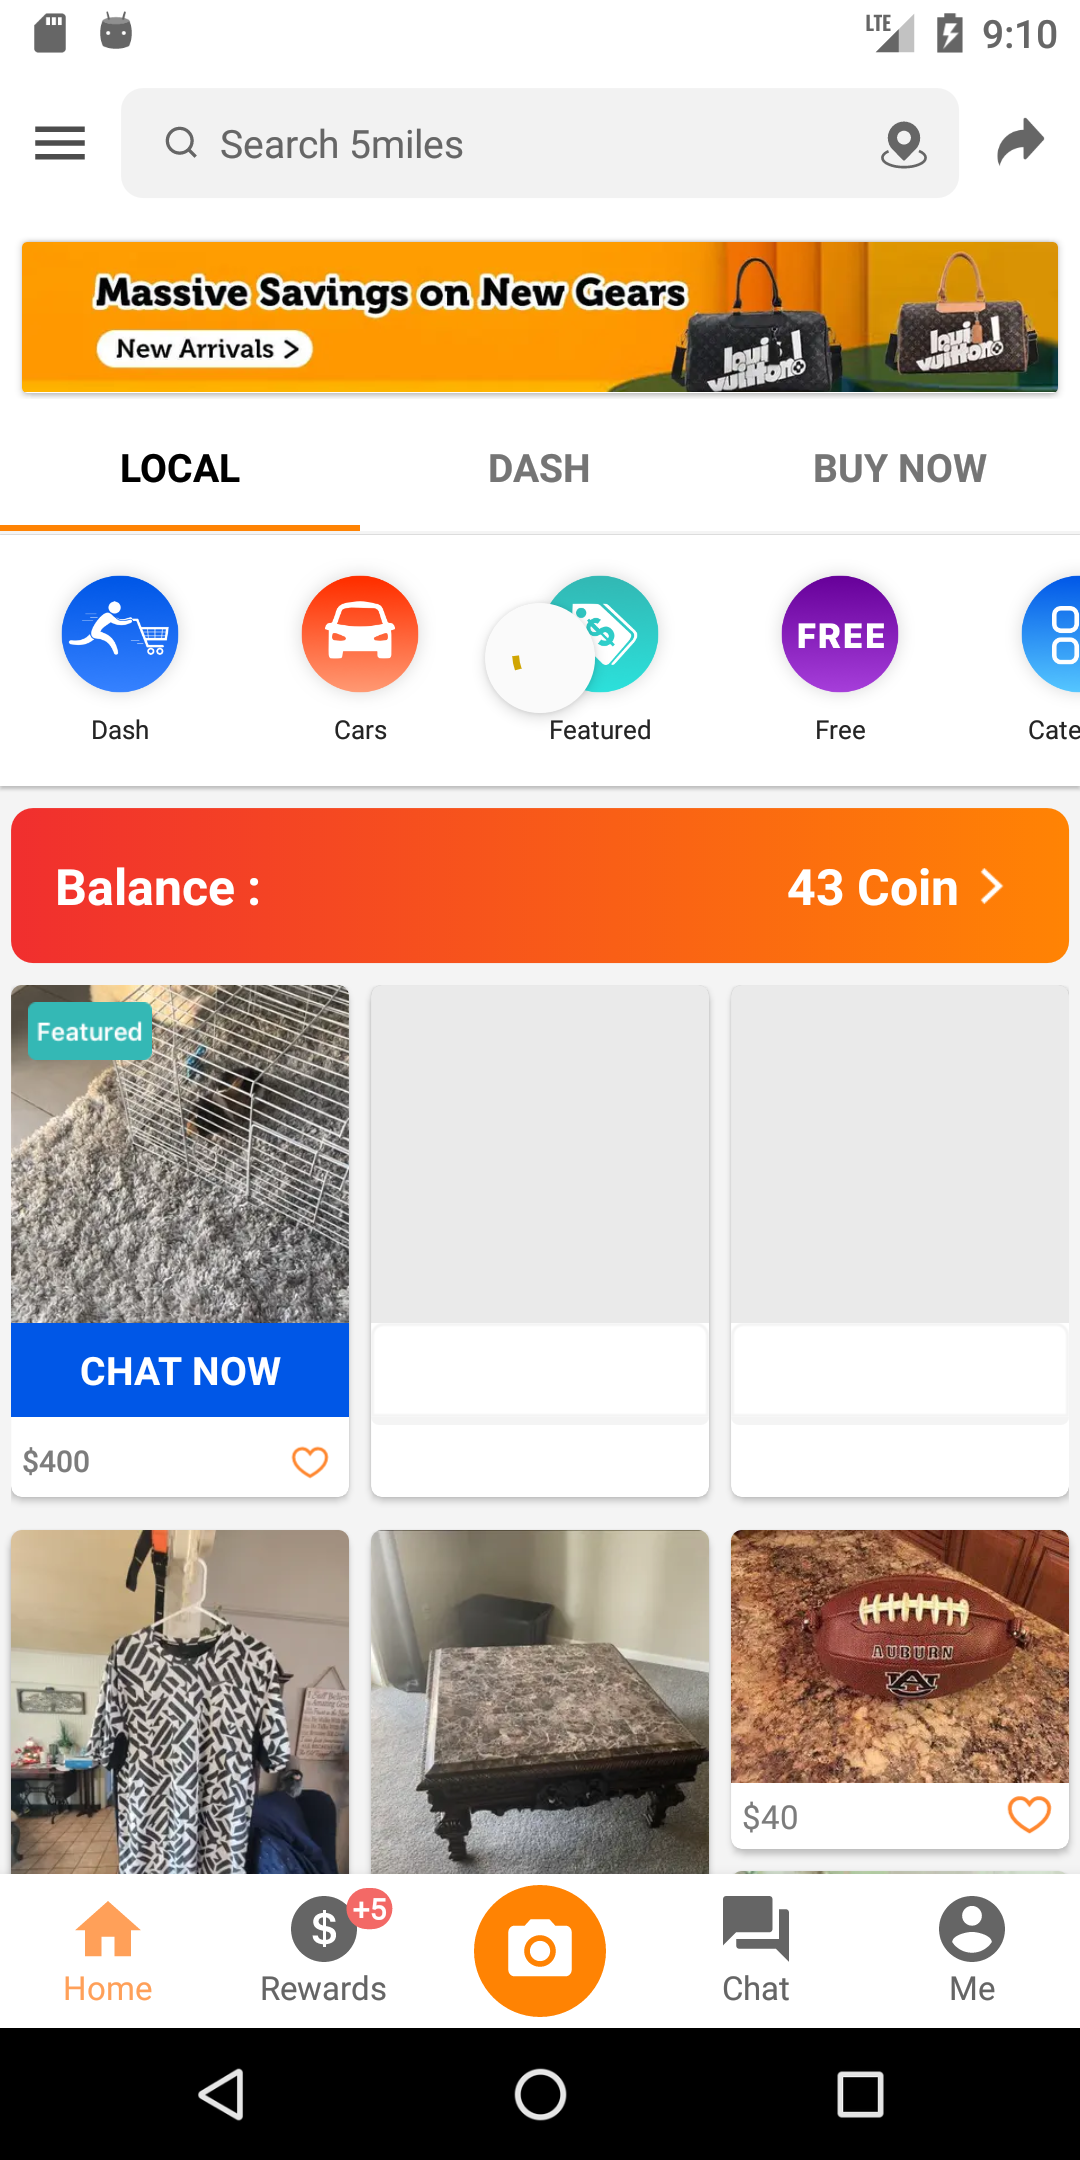 LTE
9:10
Search 5miles
Massive Savings on New Gears
New Arrivals >
LOUIS VUITTON
LOUIS VUITTON
LOCAL
DASH
BUY NOW
FREE
Dash
Cars
Featured
Free
Cate
Balance :
43 Coin
Featured
CHAT NOW
$400
AUBURN
AU
$40
+5
Home
Rewards
Chat
Me